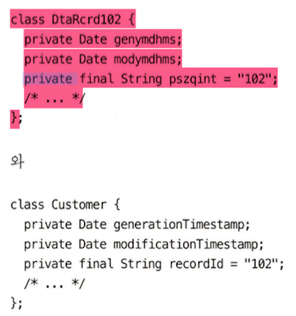 class DtaRcrd102 {
private Date genymdhms;
private Date modymdhms;
private final String pszqint = "102";
/* ... */
};
와
class Customer {
private Date generationTimestamp;
private Date modificationTimestamp;
private final String recordId = "102";
/* ... */
};